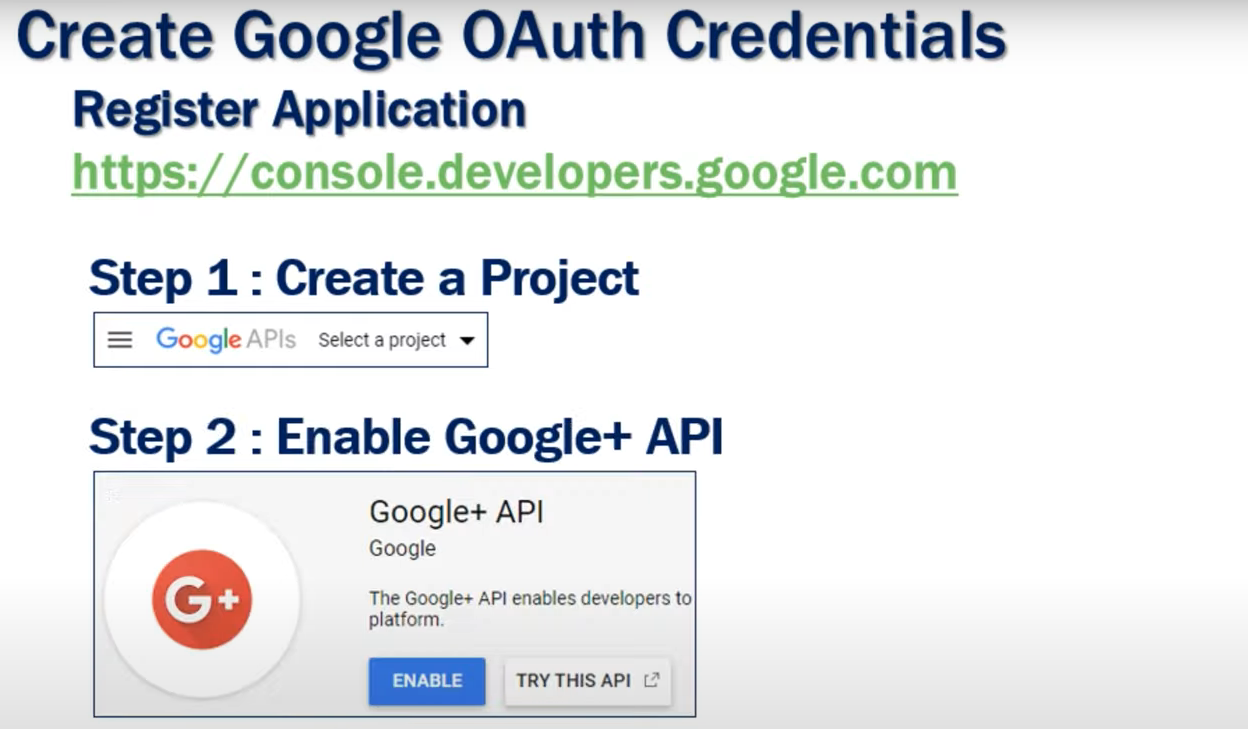 Create Google OAuth Credentials
Register Application
https://console.developers.google.com
Step 1 : Create a Project
Google APIs Select a project
Step 2 : Enable Google+ API
Google+ API
Google
G+
The Google+ API enables developers to
platform.
ENABLE TRY THIS API